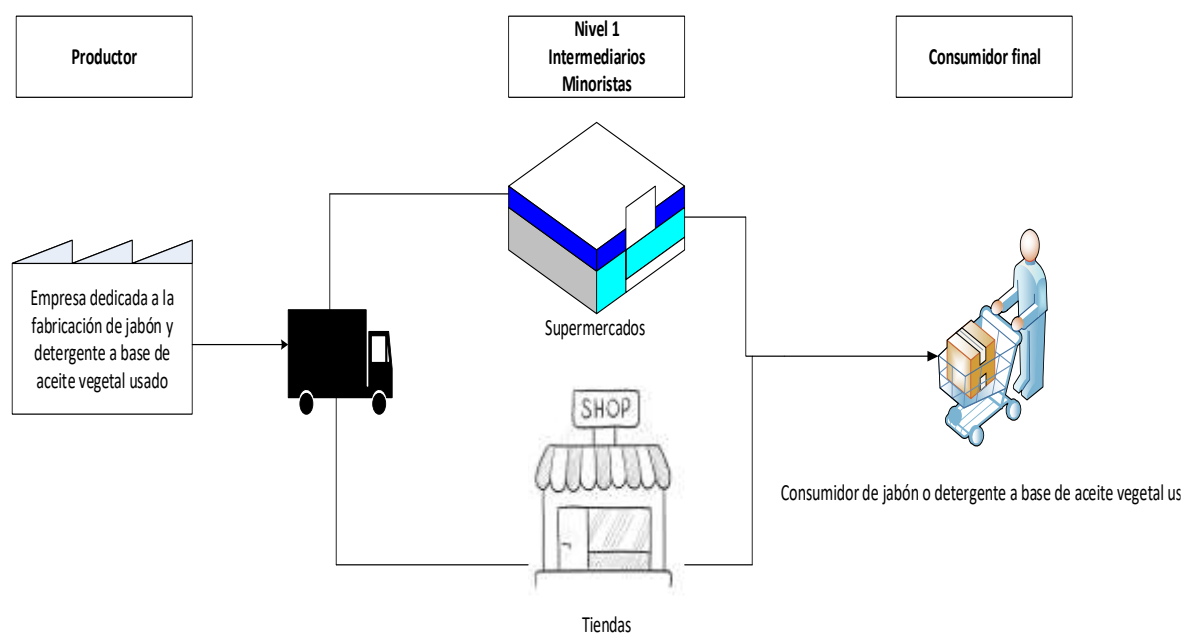 Productor
Nivel 1
Intermediarios
Minoristas
Consumidor final
Empresa dedicada a la
fabricación de jabón y
detergente a base de
aceite vegetal usado
Supermercados
SHOP
Tiendas
Consumidor de jabón o detergente a base de aceite vegetal us